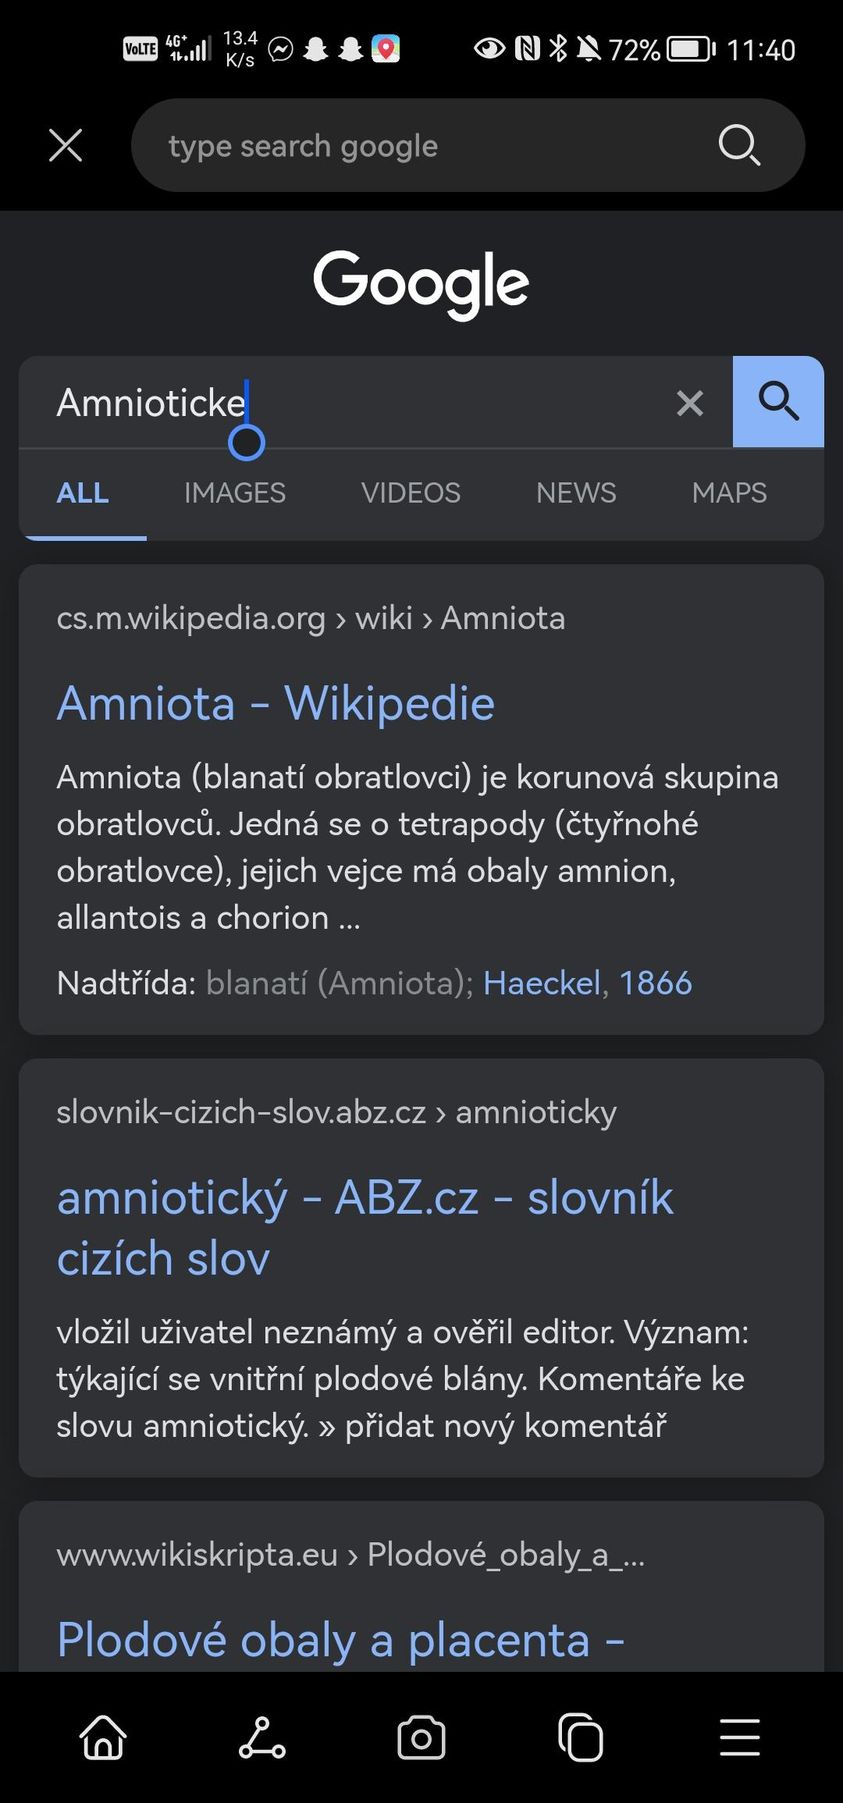 VoLTE 4G+ 13.4 K/s 72% 11:40
type search google
Google
Amnioticke
ALL IMAGES VIDEOS NEWS MAPS
cs.m.wikipedia.org › wiki › Amniota
Amniota – Wikipedie
Amniota (blanatí obratlovci) je korunová skupina
obratlovců. Jedná se o tetrapody (čtyřnohé
obratlovce), jejich vejce má obaly amnion,
allantois a chorion ...
Nadtřída: blanatí (Amniota); Haeckel, 1866
slovnik-cizich-slov.abz.cz › amnioticky
amniotický - ABZ.cz - slovník
cizích slov
vložil uživatel neznámý a ověřil editor. Význam:
týkající se vnitřní plodové blány. Komentáře ke
slovu amniotický. » přidat nový komentář
www.wikiskripta.eu › Plodové_obaly_a_...
Plodové obaly a placenta –